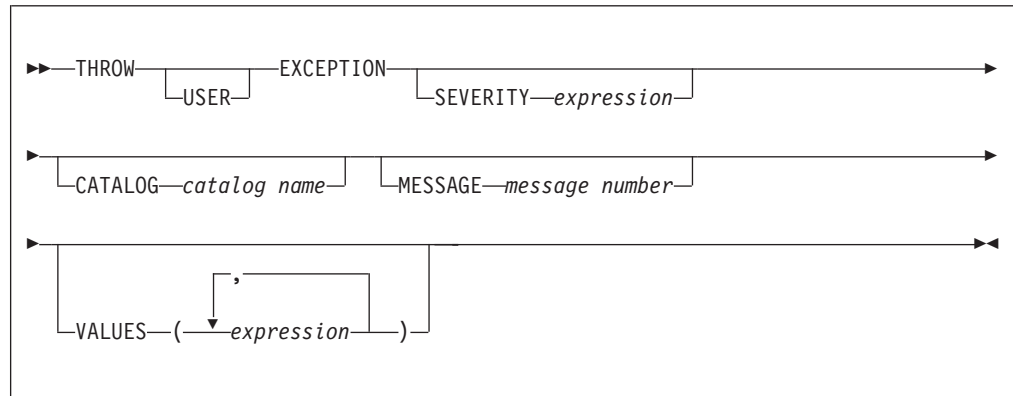 THROW EXCEPTION
USER SEVERITY expression
CATALOG catalog name MESSAGE message number
,
VALUES ( expression )